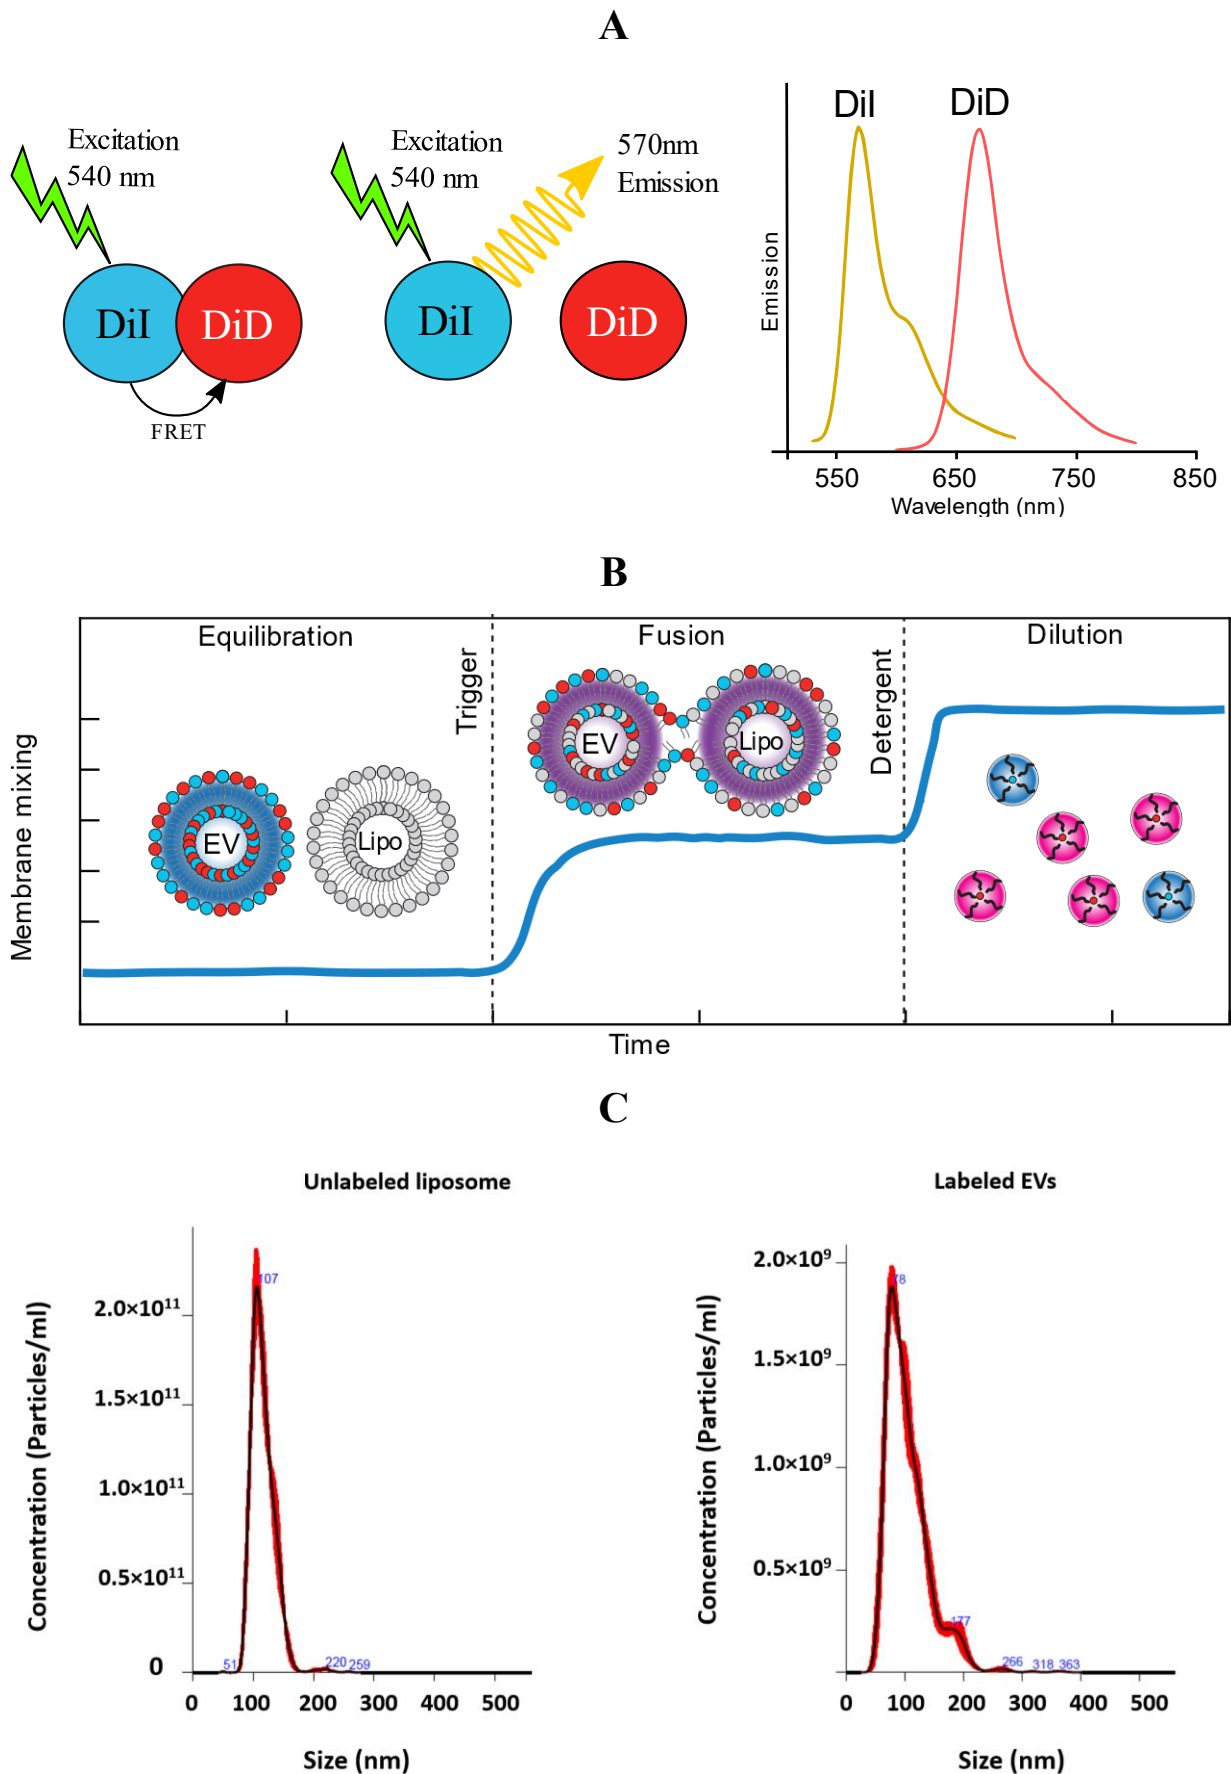 A
Excitation
540 nm
DiI
DiD
FRET
Excitation
540 nm
570nm
Emission
DiI
DiD
DiI
DiD
Emission
550
650
750
850
Wavelength (nm)
B
Equilibration
Trigger
Fusion
Detergent
Dilution
Membrane mixing
EV
Lipo
EV
Lipo
Time
C
Unlabeled liposome
Concentration (Particles/ml)
2.0×10¹¹
1.5×10¹¹
1.0×10¹¹
0.5×10¹¹
0
107
51
220
259
0
100
200
300
400
500
Size (nm)
Labeled EVs
Concentration (Particles/ml)
2.0×10⁹
1.5×10⁹
1.0×10⁹
0.5×10⁹
78
177
266
318
363
0
100
200
300
400
500
Size (nm)